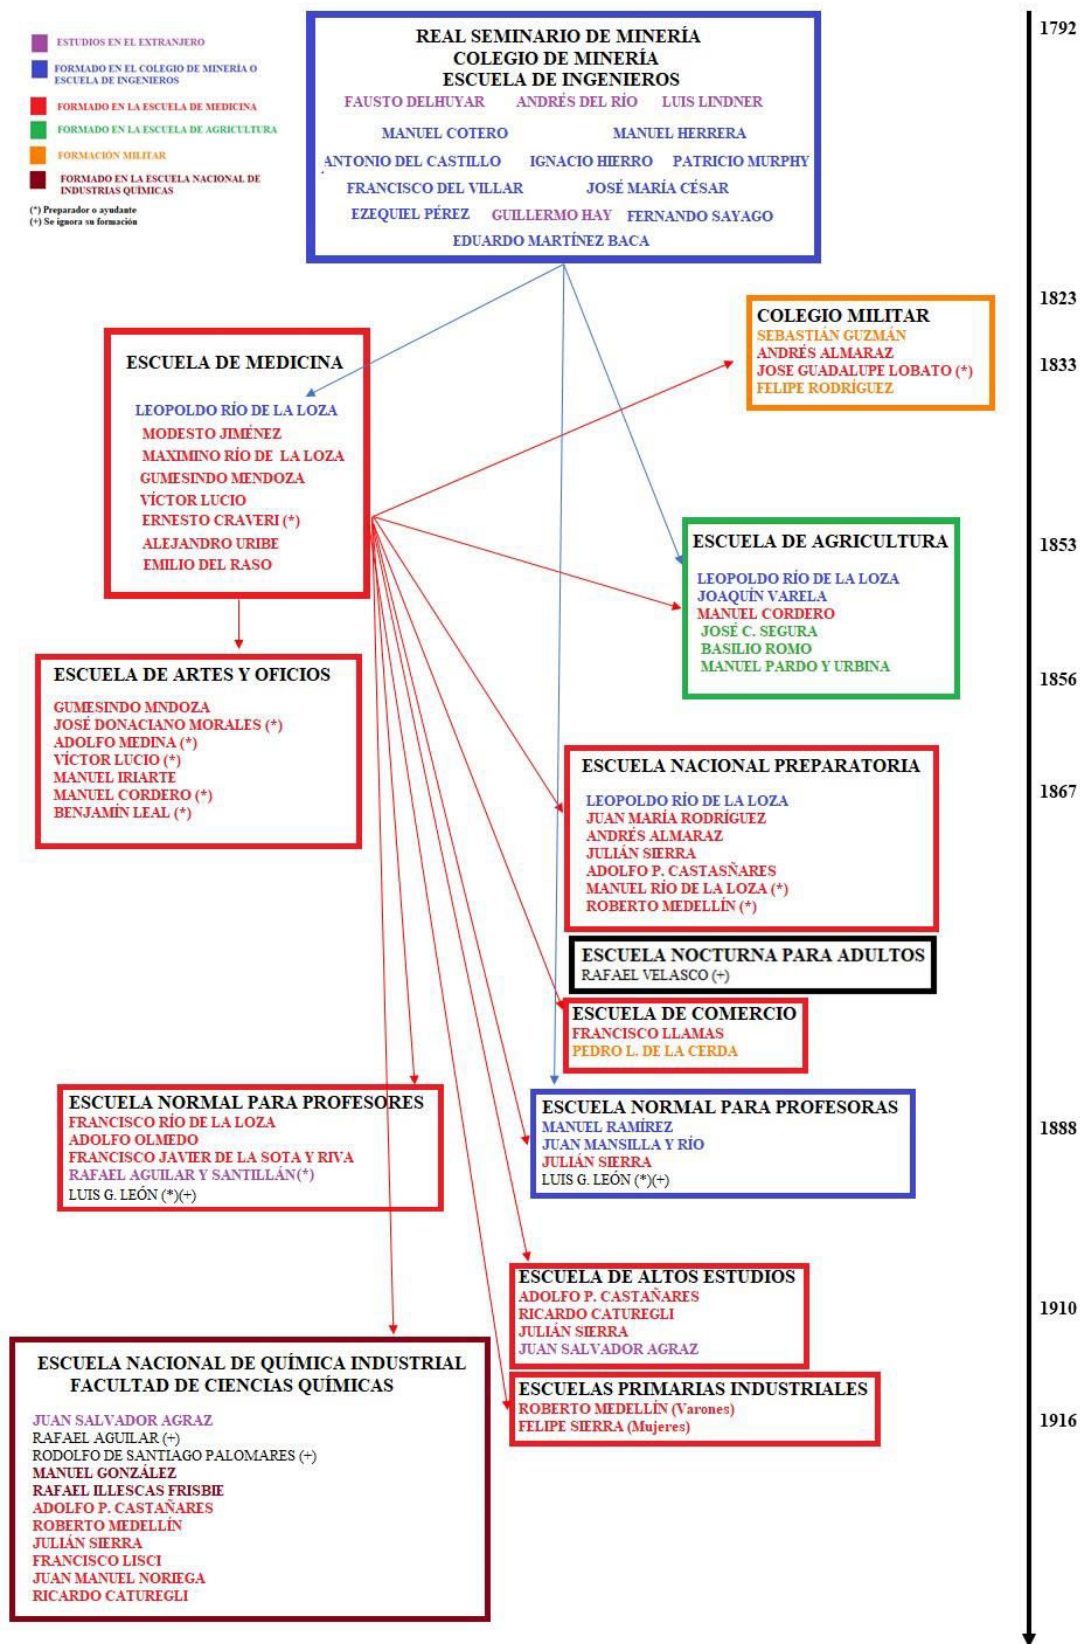 ESTUDIOS EN EL EXTRANJERO
FORMADO EN EL COLEGIO DE MINERÍA O
ESCUELA DE INGENIEROS
FORMADO EN LA ESCUELA DE MEDICINA
FORMADO EN LA ESCUELA DE AGRICULTURA
FORMACIÓN MILITAR
FORMADO EN LA ESCUELA NACIONAL DE
INDUSTRIAS QUÍMICAS
(*) Preparador o ayudante
(+) Se ignora su formación
REAL SEMINARIO DE MINERÍA
COLEGIO DE MINERÍA
ESCUELA DE INGENIEROS
FAUSTO DELHUYAR ANDRÉS DEL RÍO LUIS LINDNER
MANUEL COTERO MANUEL HERRERA
ANTONIO DEL CASTILLO IGNACIO HIERRO PATRICIO MURPHY
FRANCISCO DEL VILLAR JOSÉ MARÍA CÉSAR
EZEQUIEL PÉREZ GUILLERMO HAY FERNANDO SAYAGO
EDUARDO MARTÍNEZ BACA
1792
1823
COLEGIO MILITAR
SEBASTIÁN GUZMÁN
ANDRÉS ALMARAZ
JOSE GUADALUPE LOBATO (*)
FELIPE RODRÍGUEZ
1833
ESCUELA DE MEDICINA
LEOPOLDO RÍO DE LA LOZA
MODESTO JIMÉNEZ
MAXIMINO RÍO DE LA LOZA
GUMESINDO MENDOZA
VÍCTOR LUCIO
ERNESTO CRAVERI (*)
ALEJANDRO URIBE
EMILIO DEL RASO
ESCUELA DE AGRICULTURA
LEOPOLDO RÍO DE LA LOZA
JOAQUÍN VARELA
MANUEL CORDERO
JOSÉ C. SEGURA
BASILIO ROMO
MANUEL PARDO Y URBINA
1853
1856
ESCUELA DE ARTES Y OFICIOS
GUMESINDO MNDOZA
JOSÉ DONACIANO MORALES (*)
ADOLFO MEDINA (*)
VÍCTOR LUCIO (*)
MANUEL IRIARTE
MANUEL CORDERO (*)
BENJAMÍN LEAL (*)
ESCUELA NACIONAL PREPARATORIA
LEOPOLDO RÍO DE LA LOZA
JUAN MARÍA RODRÍGUEZ
ANDRÉS ALMARAZ
JULIÁN SIERRA
ADOLFO P. CASTASÑARES
MANUEL RÍO DE LA LOZA (*)
ROBERTO MEDELLÍN (*)
1867
ESCUELA NOCTURNA PARA ADULTOS
RAFAEL VELASCO (+)
ESCUELA DE COMERCIO
FRANCISCO LLAMAS
PEDRO L. DE LA CERDA
ESCUELA NORMAL PARA PROFESORES
FRANCISCO RÍO DE LA LOZA
ADOLFO OLMEDO
FRANCISCO JAVIER DE LA SOTA Y RIVA
RAFAEL AGUILAR Y SANTILLÁN(*)
LUIS G. LEÓN (*)(+)
ESCUELA NORMAL PARA PROFESORAS
MANUEL RAMÍREZ
JUAN MANSILLA Y RÍO
JULIÁN SIERRA
LUIS G. LEÓN (*)(+)
1888
ESCUELA DE ALTOS ESTUDIOS
ADOLFO P. CASTAÑARES
RICARDO CATUREGLI
JULIÁN SIERRA
JUAN SALVADOR AGRAZ
1910
ESCUELAS PRIMARIAS INDUSTRIALES
ROBERTO MEDELLÍN (Varones)
FELIPE SIERRA (Mujeres)
1916
ESCUELA NACIONAL DE QUÍMICA INDUSTRIAL
FACULTAD DE CIENCIAS QUÍMICAS
JUAN SALVADOR AGRAZ
RAFAEL AGUILAR (+)
RODOLFO DE SANTIAGO PALOMARES (+)
MANUEL GONZÁLEZ
RAFAEL ILLESCAS FRISBIE
ADOLFO P. CASTAÑARES
ROBERTO MEDELLÍN
JULIÁN SIERRA
FRANCISCO LISCI
JUAN MANUEL NORIEGA
RICARDO CATUREGLI